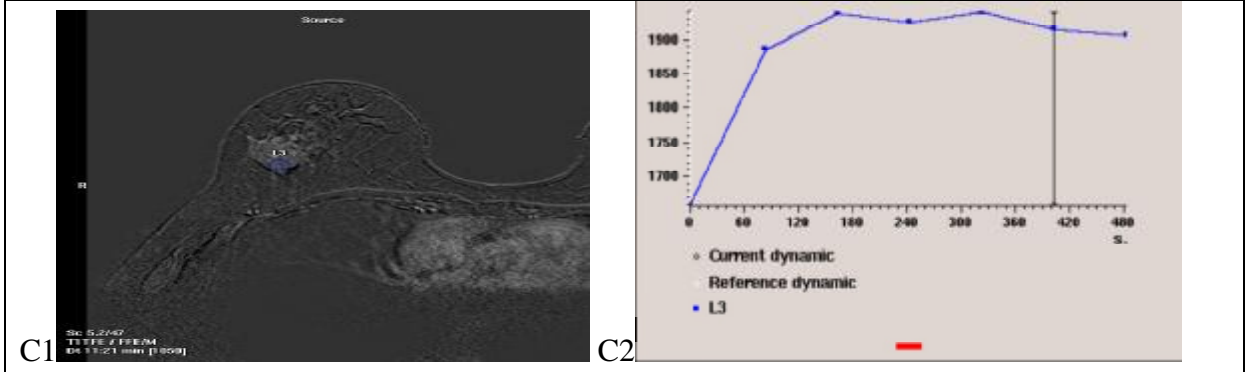 Source
L3
R
Sc 5.2/47
T1TFE / FFE/M
C1
1900
1850
1800
1750
1700
0 60 120 180 240 300 360 420 480
s.
Current dynamic
Reference dynamic
L3
C2